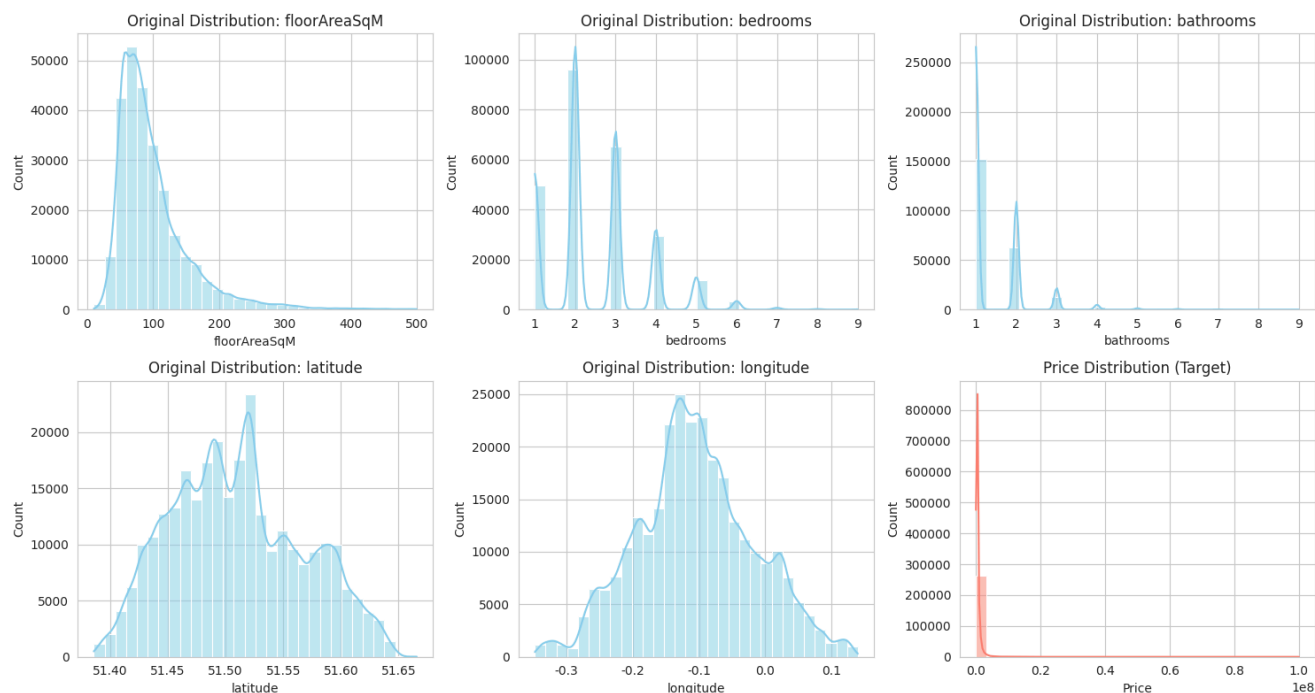 Original Distribution: floorAreaSqM
50000
40000
30000
20000
10000
0
Count
0 100 200 300 400 500
floorAreaSqM
Original Distribution: bedrooms
100000
80000
60000
40000
20000
0
Count
1 2 3 4 5 6 7 8 9
bedrooms
Original Distribution: bathrooms
250000
200000
150000
100000
50000
0
Count
1 2 3 4 5 6 7 8 9
bathrooms
Original Distribution: latitude
20000
15000
10000
5000
0
Count
51.40 51.45 51.50 51.55 51.60 51.65
latitude
Original Distribution: longitude
25000
20000
15000
10000
5000
0
Count
-0.3 -0.2 -0.1 0.0 0.1
longitude
Price Distribution (Target)
800000
700000
600000
500000
400000
300000
200000
100000
0
Count
0.0 0.2 0.4 0.6 0.8 1.0
1e8
Price